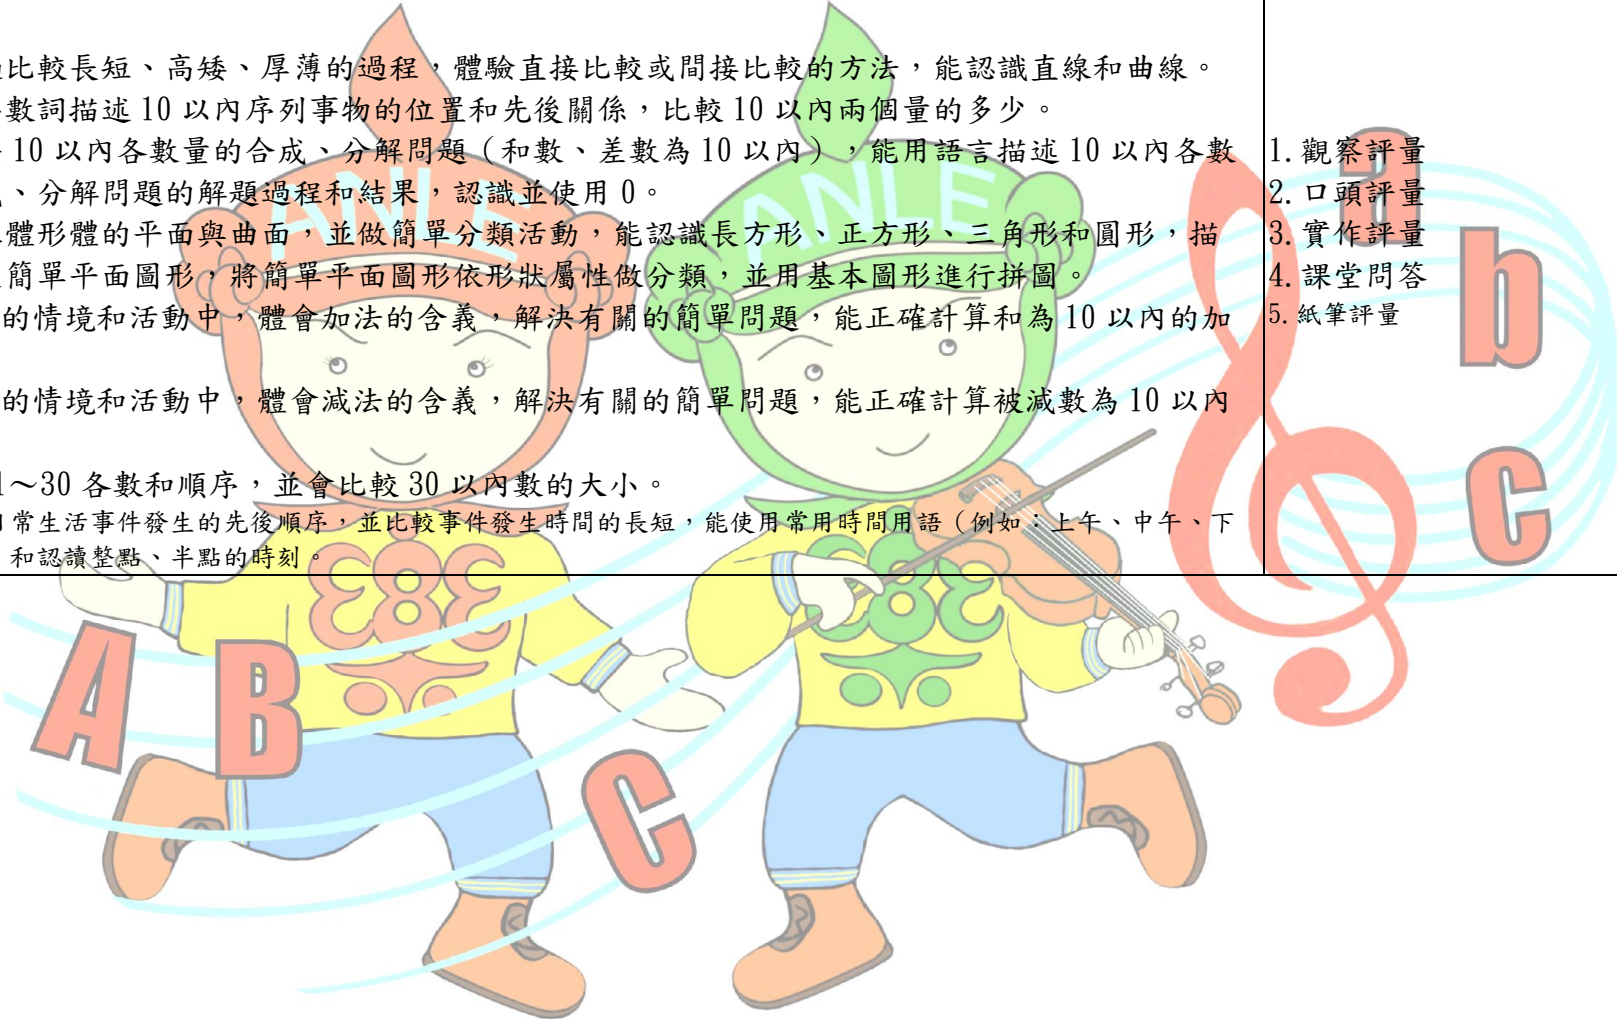 比較長短、高矮、厚薄的過程，體驗直接比較或間接比較的方法，能認識直線和曲線。
數詞描述 10 以內序列事物的位置和先後關係，比較 10 以內兩個量的多少。
10 以內各數量的合成、分解問題（和數、差數為 10 以內），能用語言描述 10 以內各數
、分解問題的解題過程和結果，認識並使用 0。
體形體的平面與曲面，並做簡單分類活動，能認識長方形、正方形、三角形和圓形，描
簡單平面圖形，將簡單平面圖形依形狀屬性做分類，並用基本圖形進行拼圖。
的情境和活動中，體會加法的含義，解決有關的簡單問題，能正確計算和為 10 以內的加
的情境和活動中，體會減法的含義，解決有關的簡單問題，能正確計算被減數為 10 以內
1～30 各數和順序，並會比較 30 以內數的大小。
常生活事件發生的先後順序，並比較事件發生時間的長短，能使用常用時間用語（例如：上午、中午、下
和認讀整點、半點的時刻。
1.觀察評量
2.口頭評量
3.實作評量
4.課堂問答
5.紙筆評量
ANLE
ANLE
a
b
c
A
B
C